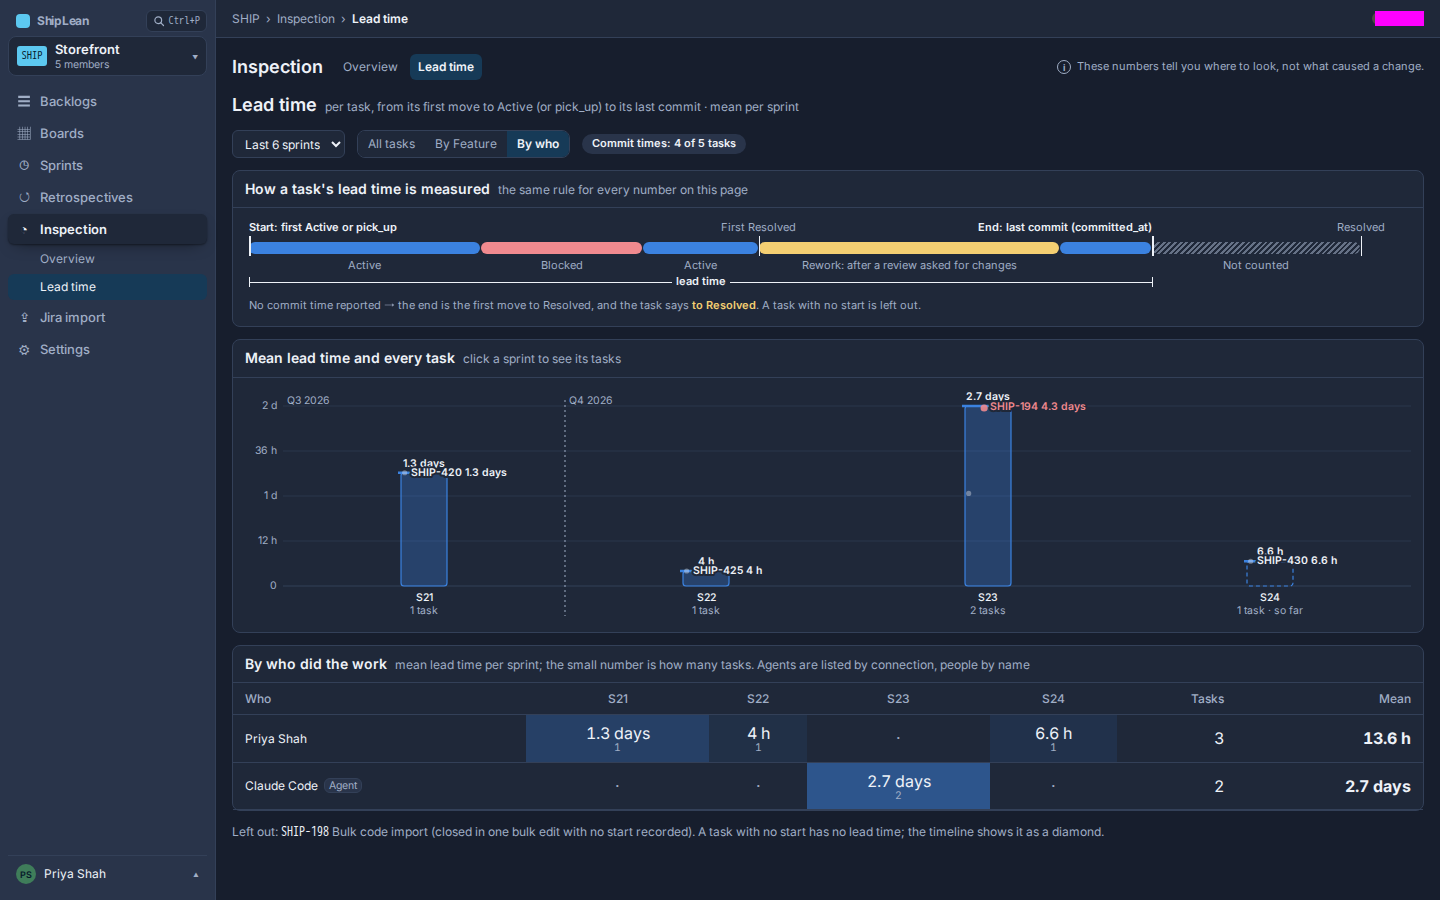 ShipLean
Ctrl+P
SHIP
Storefront
5 members
Backlogs
Boards
Sprints
Retrospectives
Inspection
Overview
Lead time
Jira import
Settings
PS
Priya Shah
SHIP › Inspection › Lead time
Inspection
Overview
Lead time
These numbers tell you where to look, not what caused a change.
Lead time per task, from its first move to Active (or pick_up) to its last commit · mean per sprint
Last 6 sprints
All tasks
By Feature
By who
Commit times: 4 of 5 tasks
How a task's lead time is measured the same rule for every number on this page
Start: first Active or pick_up
First Resolved
End: last commit (committed_at)
Resolved
Active
Blocked
Active
Rework: after a review asked for changes
Not counted
lead time
No commit time reported → the end is the first move to Resolved, and the task says to Resolved. A task with no start is left out.
Mean lead time and every task click a sprint to see its tasks
2 d
36 h
1 d
12 h
0
Q3 2026
Q4 2026
1.3 days
SHIP-420 1.3 days
4 h
SHIP-425 4 h
2.7 days
SHIP-194 4.3 days
6.6 h
SHIP-430 6.6 h
S21
1 task
S22
1 task
S23
2 tasks
S24
1 task · so far
By who did the work mean lead time per sprint; the small number is how many tasks. Agents are listed by connection, people by name
Who S21 S22 S23 S24 Tasks Mean
Priya Shah 1.3 days 4 h · 6.6 h 3 13.6 h
1 1 1
Claude Code Agent · · 2.7 days · 2 2.7 days
2
Left out: SHIP-198 Bulk code import (closed in one bulk edit with no start recorded). A task with no start has no lead time; the timeline shows it as a diamond.